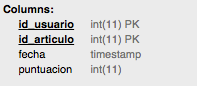 Columns:
id_usuario int(11) PK
id_articulo int(11) PK
fecha timestamp
puntuacion int(11)